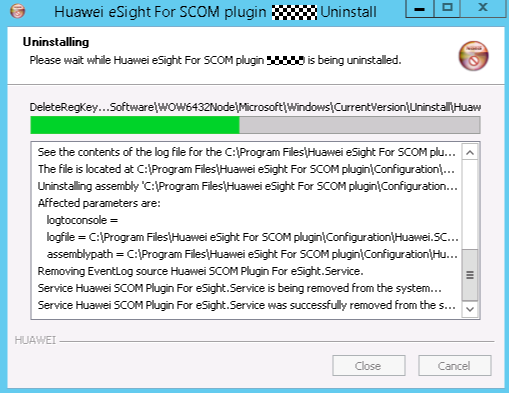 Huawei eSight For SCOM plugin Uninstall
Uninstalling
Please wait while Huawei eSight For SCOM plugin is being uninstalled.
DeleteRegKey...Software\WOW6432Node\Microsoft\Windows\CurrentVersion\Uninstall\Huaw
See the contents of the log file for the C:\Program Files\Huawei eSight For SCOM plu...
The file is located at C:\Program Files\Huawei eSight For SCOM plugin\Configuration\...
Uninstalling assembly 'C:\Program Files\Huawei eSight For SCOM plugin\Configuration...
Affected parameters are:
logtoconsole =
logfile = C:\Program Files\Huawei eSight For SCOM plugin\Configuration\Huawei.SC...
assemblypath = C:\Program Files\Huawei eSight For SCOM plugin\Configuration\Hu...
Removing EventLog source Huawei SCOM Plugin For eSight.Service.
Service Huawei SCOM Plugin For eSight.Service is being removed from the system...
Service Huawei SCOM Plugin For eSight.Service was successfully removed from the s...
HUAWEI
Close Cancel